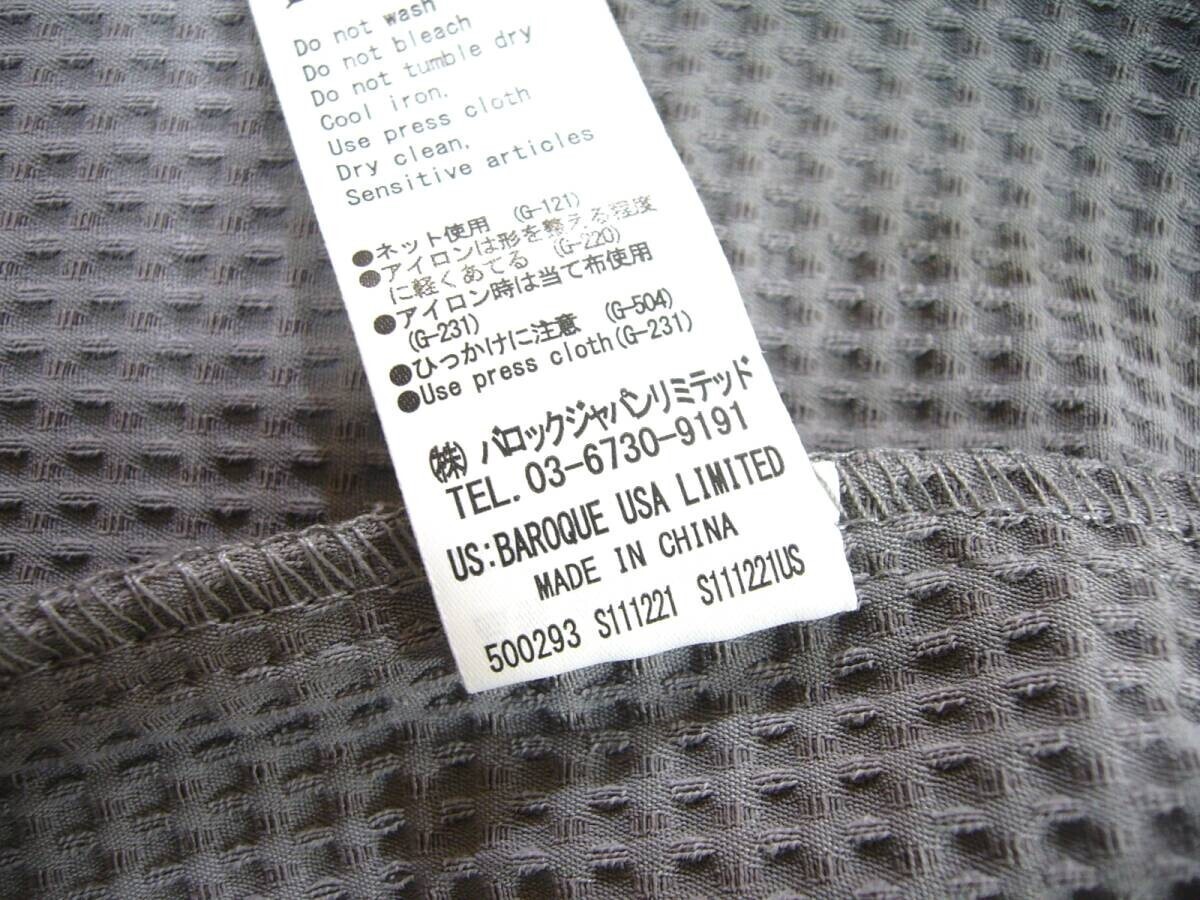 Do not wash
Do not bleach
Do not tumble dry
Cool iron.
Use press cloth
Dry clean.
Sensitive articles
●ネット使用 (G-121)
●アイロンは形を整える程度
に軽くあてる (G-220)
●アイロン時は当て布使用
(G-231)
●ひっかけに注意 (G-504)
●Use press cloth(G-231)
(株) バロックジャパンリミテッド
TEL. 03-6730-9191
US:BAROQUE USA LIMITED
MADE IN CHINA
500293 S111221 S111221US